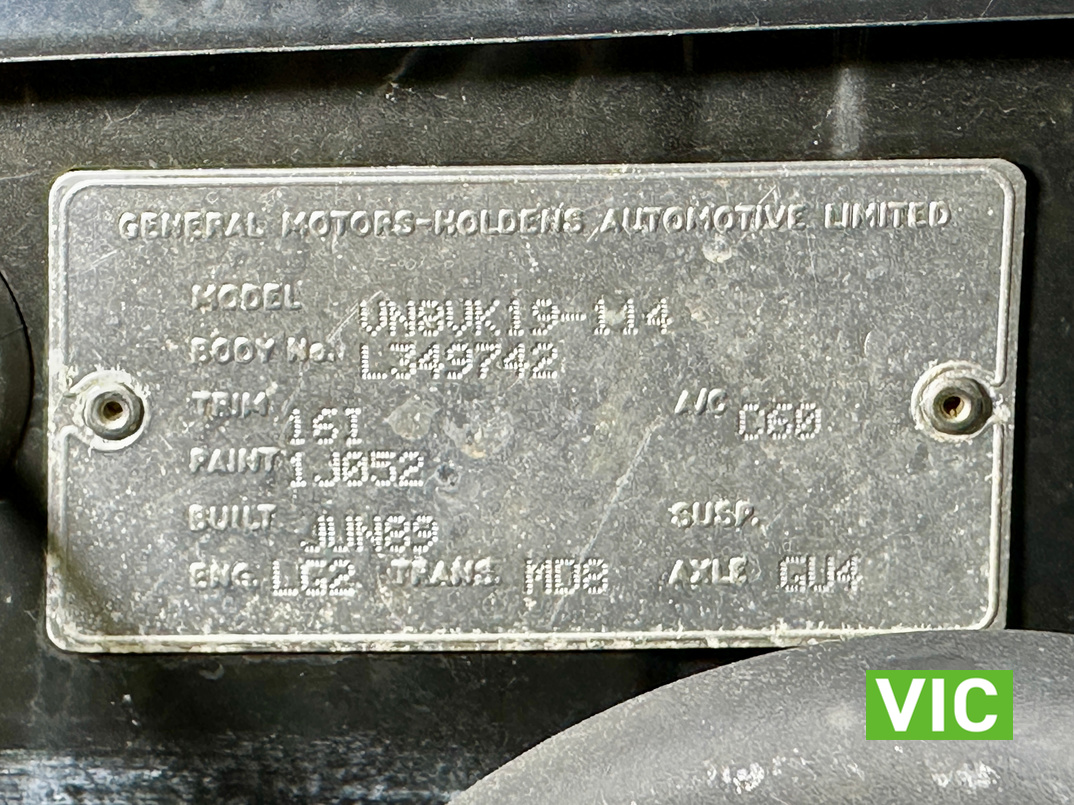 GENERAL MOTORS-HOLDENS AUTOMOTIVE LIMITED
MODEL VN8VK19-114
BODY No. L349742
TRIM 16I A/C C60
PAINT 1J052
BUILT JUN89 SUSP.
ENG. LG2 TRANS. MD8 AXLE GU4
VIC